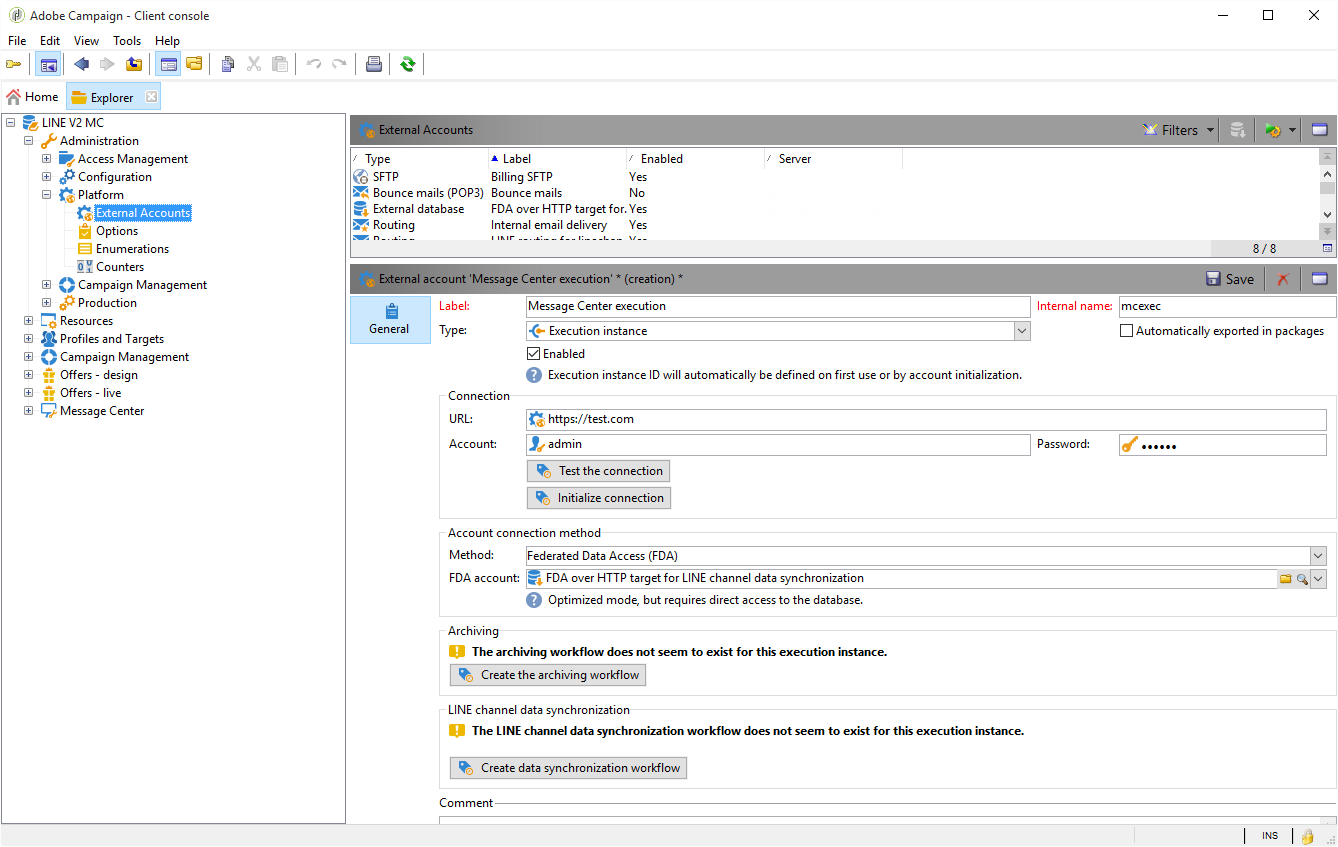 Adobe Campaign - Client console
File Edit View Tools Help
Home Explorer
LINE V2 MC
Administration
Access Management
Configuration
Platform
External Accounts
Options
Enumerations
Counters
Campaign Management
Production
Resources
Profiles and Targets
Campaign Management
Offers - design
Offers - live
Message Center
External Accounts Filters
Type Label Enabled Server
SFTP Billing SFTP Yes
Bounce mails (POP3) Bounce mails No
External database FDA over HTTP target for. Yes
Routing Internal email delivery Yes
8 / 8
External account 'Message Center execution' * (creation) * Save
General
Label: Message Center execution Internal name: mcexec
Type: Execution instance Automatically exported in packages
Enabled
Execution instance ID will automatically be defined on first use or by account initialization.
Connection
URL: https://test.com
Account: admin Password: ••••••
Test the connection
Initialize connection
Account connection method
Method: Federated Data Access (FDA)
FDA account: FDA over HTTP target for LINE channel data synchronization
Optimized mode, but requires direct access to the database.
Archiving
The archiving workflow does not seem to exist for this execution instance.
Create the archiving workflow
LINE channel data synchronization
The LINE channel data synchronization workflow does not seem to exist for this execution instance.
Create data synchronization workflow
Comment
INS